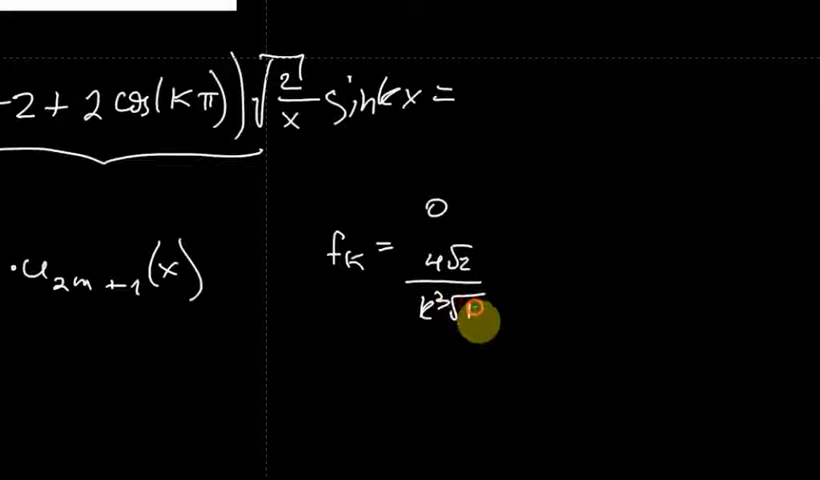 -2 + 2 cos(kπ)) √(2/x) sin kx =
0
· u_{2m+1}(x) f_k =
4√2
k³√π